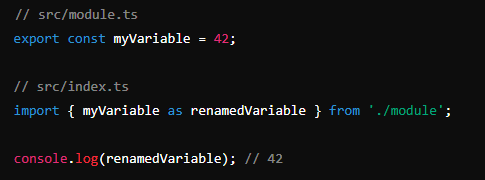 // src/module.ts
export const myVariable = 42;
// src/index.ts
import { myVariable as renamedVariable } from './module';
console.log(renamedVariable); // 42